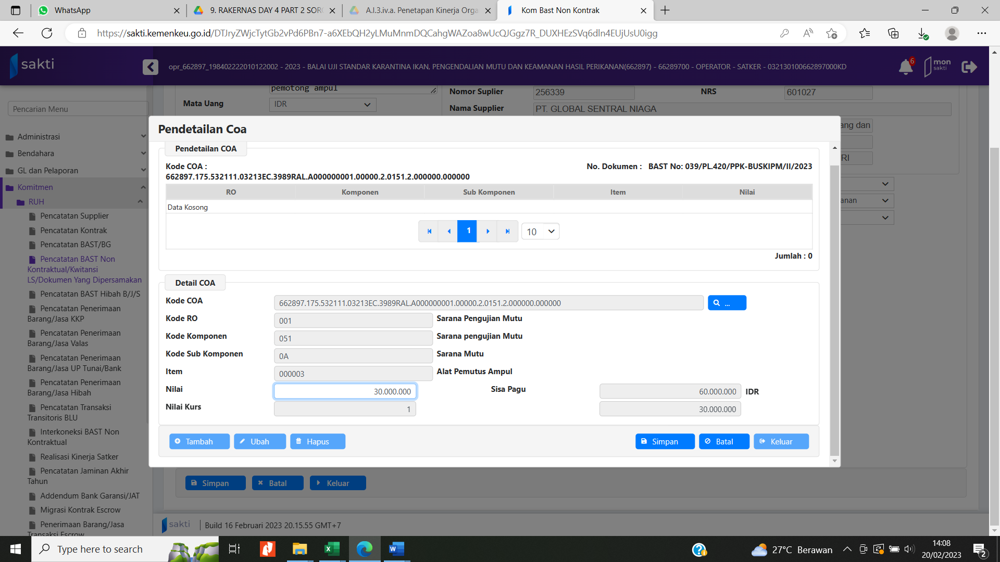 WhatsApp
9. RAKERNAS DAY 4 PART 2 SORO
A.I.3.iv.a. Penetapan Kinerja Orga
Kom Bast Non Kontrak
https://sakti.kemenkeu.go.id/DTJryZWjcTytGb2vPd6PBn7-a6XEbQH2yLMuMnmDQCahgWAZoa8wUcQJGgz7R_DUXHEzSVq6dIn4EUjUsU0igg
sakti
opr_662897_198402222010122002 - 2023 - BALAI UJI STANDAR KARANTINA IKAN, PENGENDALIAN MUTU DAN KEAMANAN HASIL PERIKANAN(662897) - 66289700 - OPERATOR - SATKER - 032130100662897000KD
6
mon
sakti
Pencarian Menu
Administrasi
Bendahara
GL dan Pelaporan
Komitmen
RUH
Pencatatan Supplier
Pencatatan Kontrak
Pencatatan BAST/BG
Pencatatan BAST Non
Kontraktual/Kwitansi
LS/Dokumen Yang Dipersamakan
Pencatatan BAST Hibah B/J/S
Pencatatan Penerimaan
Barang/Jasa KKP
Pencatatan Penerimaan
Barang/Jasa Valas
Pencatatan Penerimaan
Barang/Jasa UP Tunai/Bank
Pencatatan Penerimaan
Barang/Jasa Hibah
Pencatatan Transaksi
Transitoris BLU
Interkoneksi BAST Non
Kontraktual
Realisasi Kinerja Satker
Pencatatan Jaminan Akhir
Tahun
Addendum Bank Garansi/JAT
Migrasi Kontrak Escrow
Penerimaan Barang/Jasa
Transaksi Escrow
pemotong ampul
Mata Uang
IDR
Nomor Suplier
256339
NRS
601027
Nama Supplier
PT. GLOBAL SENTRAL NIAGA
ang dan
RI
anan
Pendetailan Coa
Pendetailan COA
Kode COA :
662897.175.532111.03213EC.3989RAL.A000000001.00000.2.0151.2.000000.000000
No. Dokumen : BAST No: 039/PL.420/PPK-BUSKIPM/II/2023
RO Komponen Sub Komponen Item Nilai
Data Kosong
1
10
Jumlah : 0
Detail COA
Kode COA
662897.175.532111.03213EC.3989RAL.A000000001.00000.2.0151.2.000000.000000
...
Kode RO
001
Sarana Pengujian Mutu
Kode Komponen
051
Sarana pengujian Mutu
Kode Sub Komponen
0A
Sarana Mutu
Item
000003
Alat Pemutus Ampul
Nilai
30.000.000
Sisa Pagu
60.000.000
IDR
Nilai Kurs
1
30.000.000
Tambah
Ubah
Hapus
Simpan
Batal
Keluar
Simpan
Batal
Keluar
sakti
Build 16 Februari 2023 20.15.55 GMT+7
Type here to search
27°C Berawan
14:08
20/02/2023
2